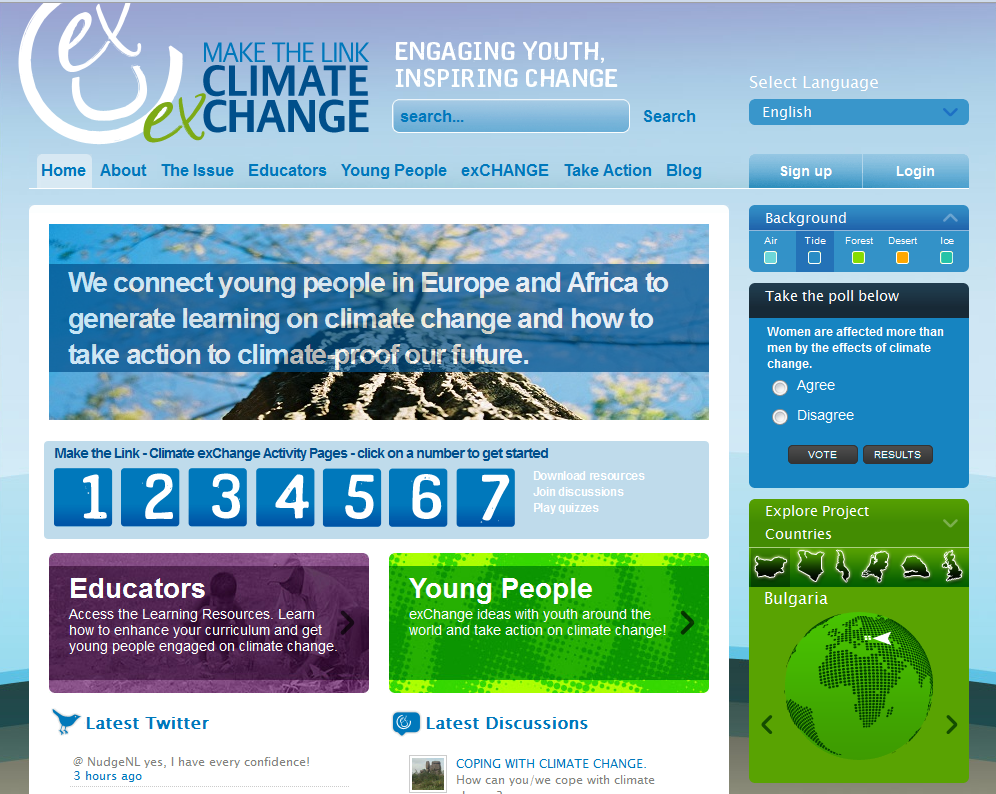 ex
MAKE THE LINK
CLIMATE
exCHANGE
ENGAGING YOUTH,
INSPIRING CHANGE
search...
Search
Select Language
English
Home
About
The Issue
Educators
Young People
exCHANGE
Take Action
Blog
Sign up
Login
We connect young people in Europe and Africa to
generate learning on climate change and how to
take action to climate-proof our future.
Make the Link - Climate exChange Activity Pages - click on a number to get started
1 2 3 4 5 6 7
Download resources
Join discussions
Play quizzes
Educators
Access the Learning Resources. Learn
how to enhance your curriculum and get
young people engaged on climate change.
Young People
exChange ideas with youth around the
world and take action on climate change!
Latest Twitter
@ NudgeNL yes, I have every confidence!
3 hours ago
Latest Discussions
COPING WITH CLIMATE CHANGE.
How can you/we cope with climate
Background
Air
Tide
Forest
Desert
Ice
Take the poll below
Women are affected more than
men by the effects of climate
change.
Agree
Disagree
VOTE
RESULTS
Explore Project
Countries
Bulgaria